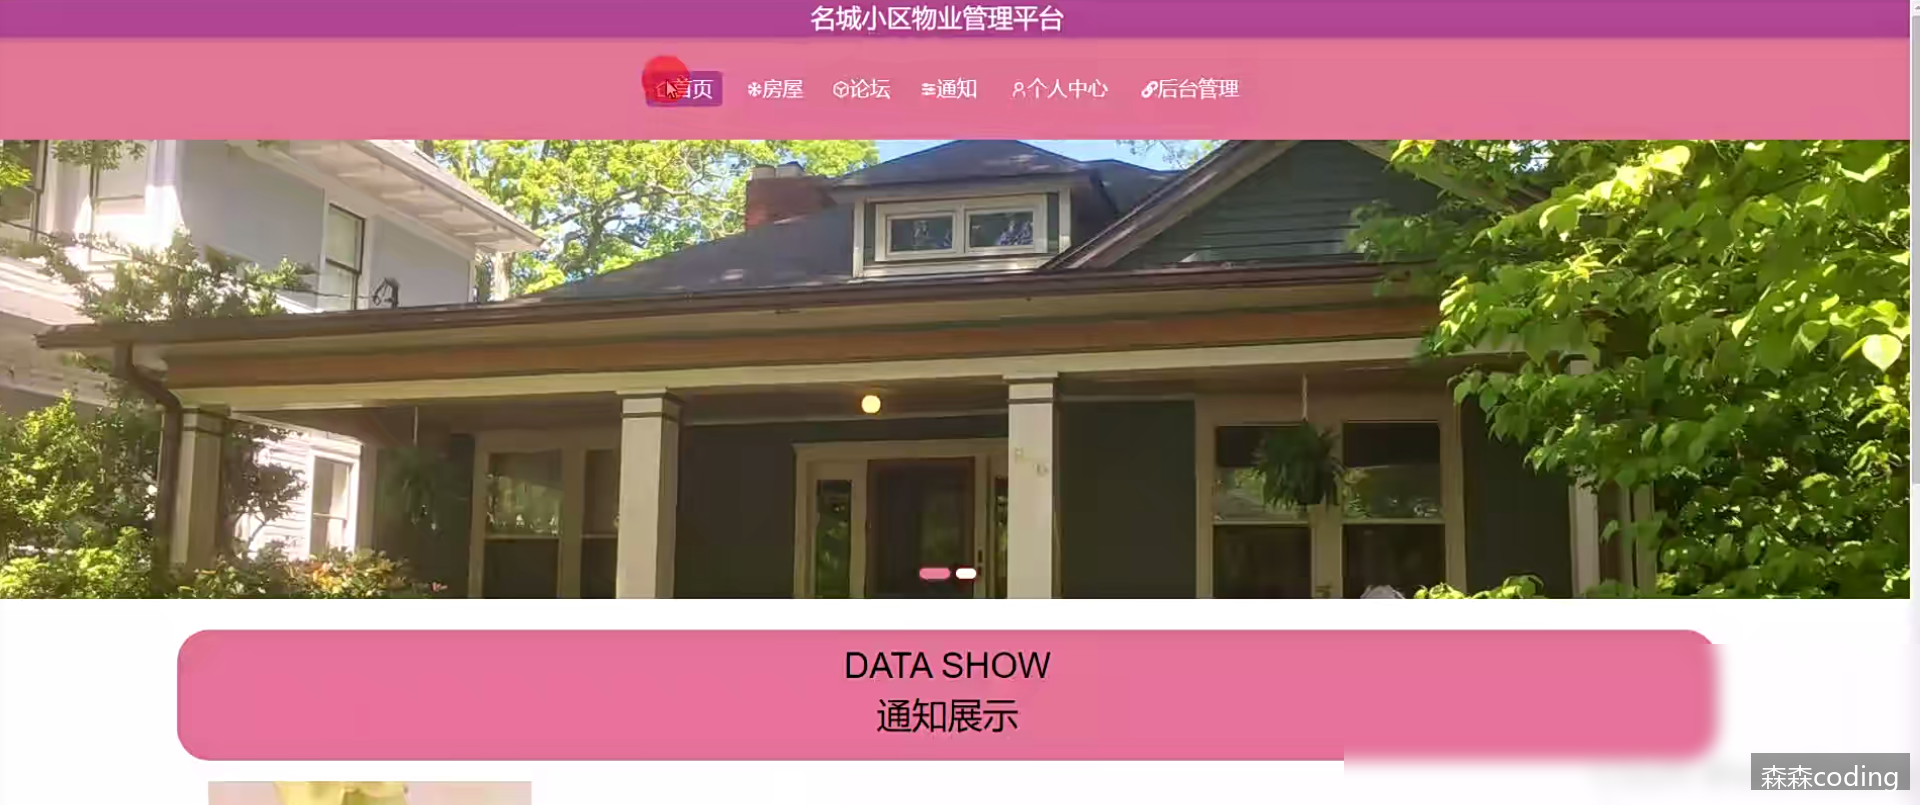 名城小区物业管理平台
首页 房屋 论坛 通知 个人中心 后台管理
DATA SHOW
通知展示
森森coding